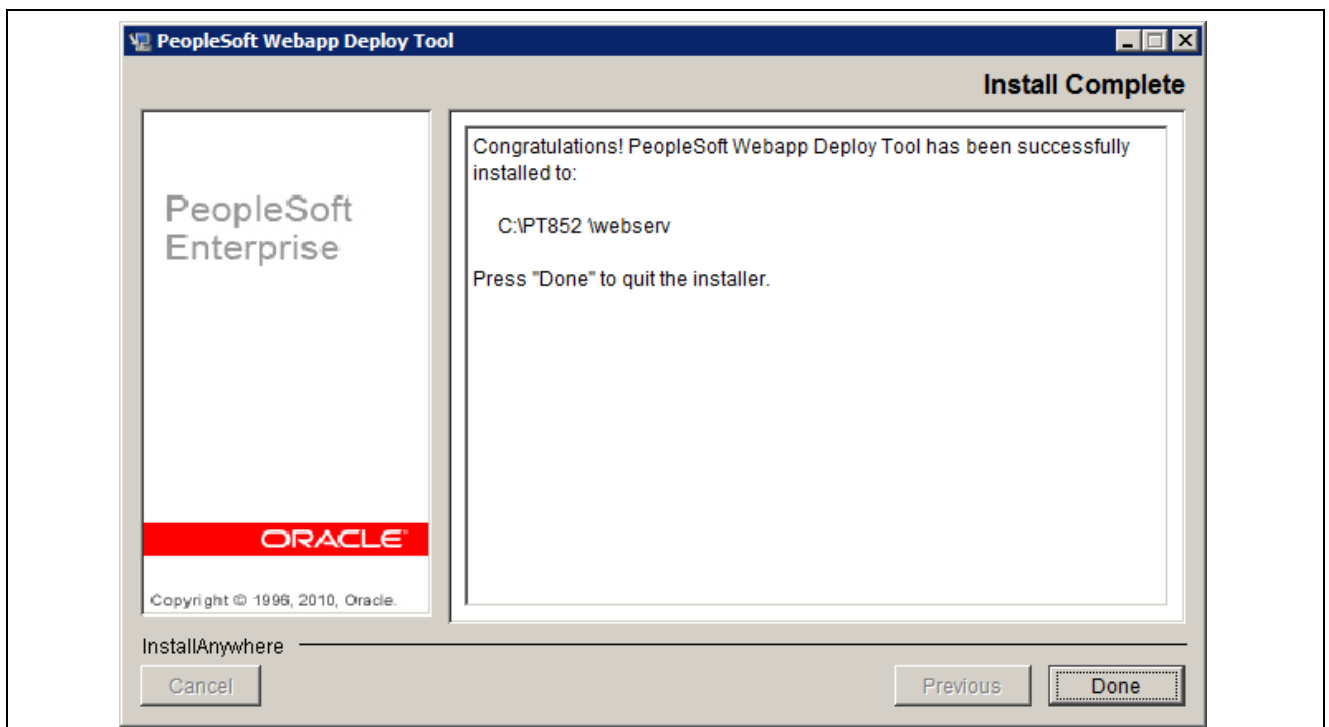 PeopleSoft Webapp Deploy Tool
Install Complete
PeopleSoft
Enterprise
ORACLE
Copyright © 1996, 2010, Oracle.
Congratulations! PeopleSoft Webapp Deploy Tool has been successfully
installed to:
C:\PT852 \webserv
Press "Done" to quit the installer.
InstallAnywhere
Cancel
Previous
Done